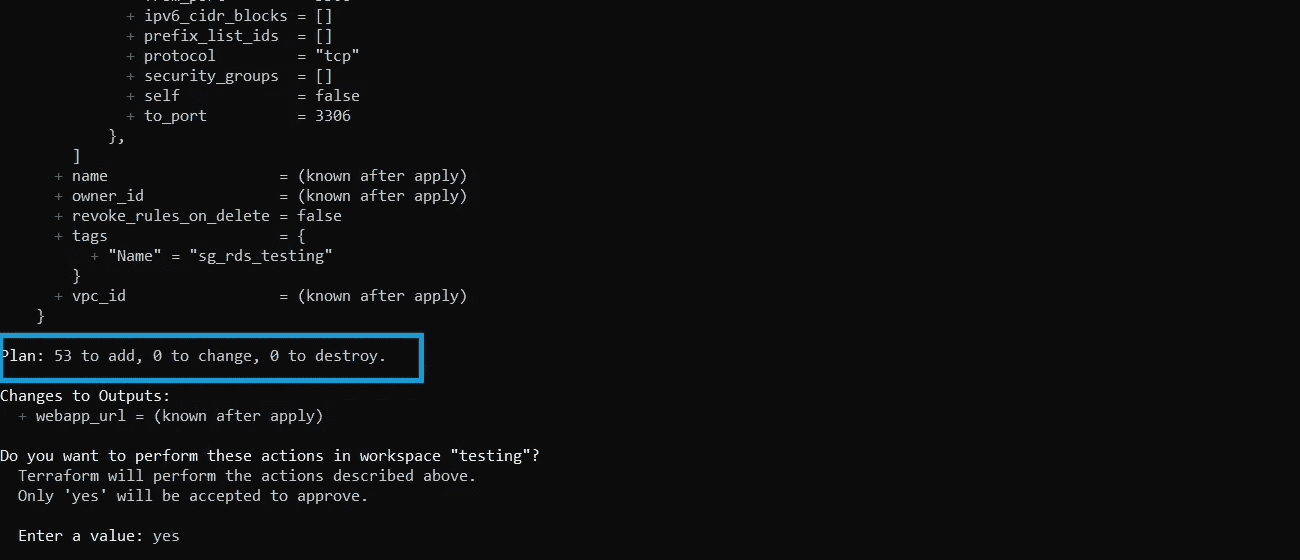 + ipv6_cidr_blocks = []
+ prefix_list_ids  = []
+ protocol         = "tcp"
+ security_groups  = []
+ self             = false
+ to_port          = 3306
},
]
+ name                   = (known after apply)
+ owner_id               = (known after apply)
+ revoke_rules_on_delete = false
+ tags                   = {
+ "Name" = "sg_rds_testing"
}
+ vpc_id                 = (known after apply)
}
Plan: 53 to add, 0 to change, 0 to destroy.
Changes to Outputs:
+ webapp_url = (known after apply)
Do you want to perform these actions in workspace "testing"?
Terraform will perform the actions described above.
Only 'yes' will be accepted to approve.
Enter a value: yes